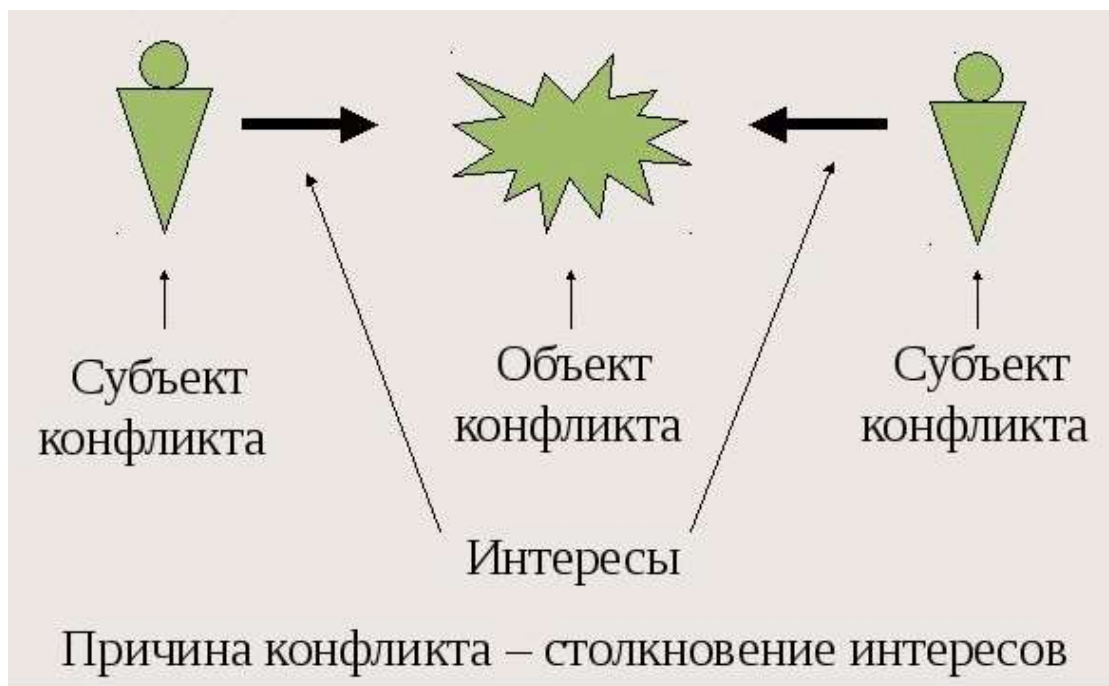 Субъект
конфликта
Объект
конфликта
Субъект
конфликта
Интересы
Причина конфликта – столкновение интересов